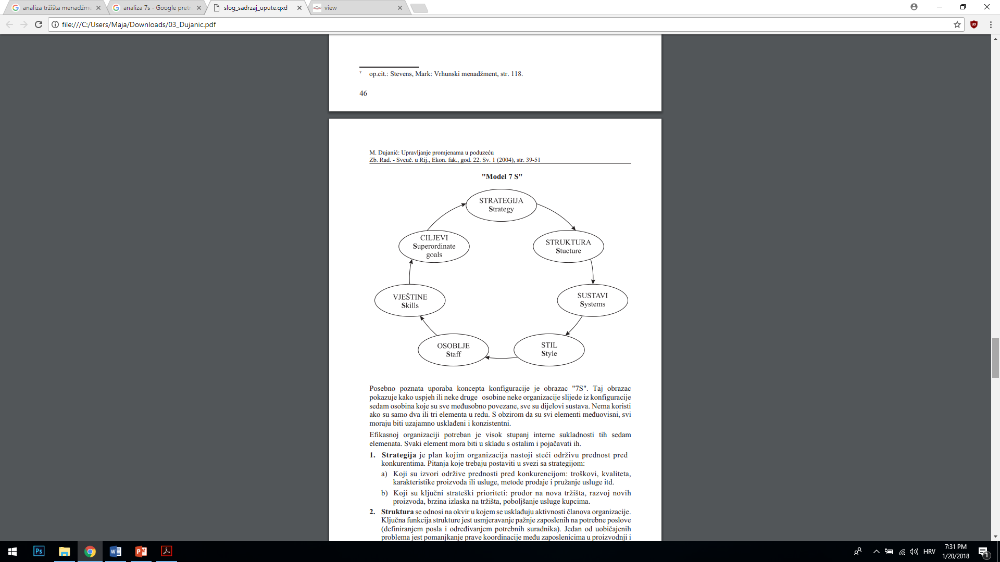 analiza tržišta menadžme
analiza 7s - Google pretr
slog_sadrzaj_upute.qxd
view
file:///C:/Users/Maja/Downloads/03_Dujanic.pdf
7 op.cit.: Stevens, Mark: Vrhunski menadžment, str. 118.
46
M. Dujanić: Upravljanje promjenama u poduzeću
Zb. Rad. - Sveuč. u Rij., Ekon. fak., god. 22. Sv. 1 (2004), str. 39-51
"Model 7 S"
STRATEGIJA
Strategy
CILJEVI
Superordinate
goals
STRUKTURA
Stucture
VJEŠTINE
Skills
SUSTAVI
Systems
OSOBLJE
Staff
STIL
Style
Posebno poznata uporaba koncepta konfiguracije je obrazac "7S". Taj obrazac
pokazuje kako uspjeh ili neke druge osobine neke organizacije slijede iz konfiguracije
sedam osobina koje su sve međusobno povezane, sve su dijelovi sustava. Nema koristi
ako su samo dva ili tri elementa u redu. S obzirom da su svi elementi međuovisni, svi
moraju biti uzajamno usklađeni i konzistentni.
Efikasnoj organizaciji potreban je visok stupanj interne sukladnosti tih sedam
elemenata. Svaki element mora biti u skladu s ostalim i pojačavati ih.
1. Strategija je plan kojim organizacija nastoji steći održivu prednost pred
konkurentima. Pitanja koje trebaju postaviti u svezi sa strategijom:
a) Koji su izvori održive prednosti pred konkurencijom: troškovi, kvaliteta,
karakteristike proizvoda ili usluge, metode prodaje i pružanje usluge itd.
b) Koji su ključni strateški prioriteti: prodor na nova tržišta, razvoj novih
proizvoda, brzina izlaska na tržišta, poboljšanje usluge kupcima.
2. Struktura se odnosi na okvir u kojem se usklađuju aktivnosti članova organizacije.
Ključna funkcija strukture jest usmjeravanje pažnje zaposlenih na potrebne poslove
(definiranjem posla i određivanjem potrebnih suradnika). Jedan od uobičajenih
problema jest pomanjkanje prave koordinacije među zaposlenicima u proizvodnji i
Ps
HRV
7:31 PM
1/20/2018
1